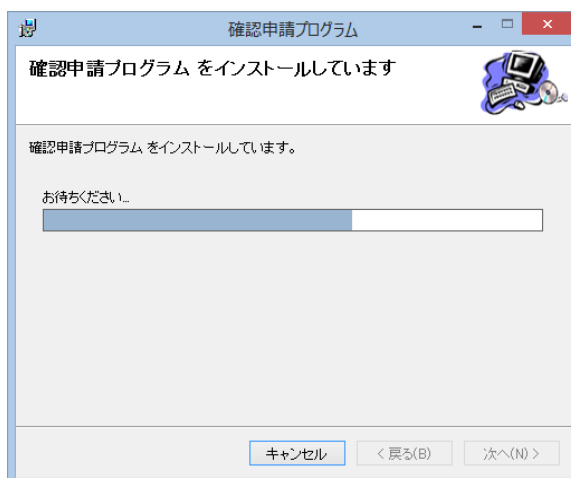 確認申請プログラム
確認申請プログラム をインストールしています
確認申請プログラム をインストールしています。
お待ちください...
キャンセル
< 戻る(B)
次へ(N) >